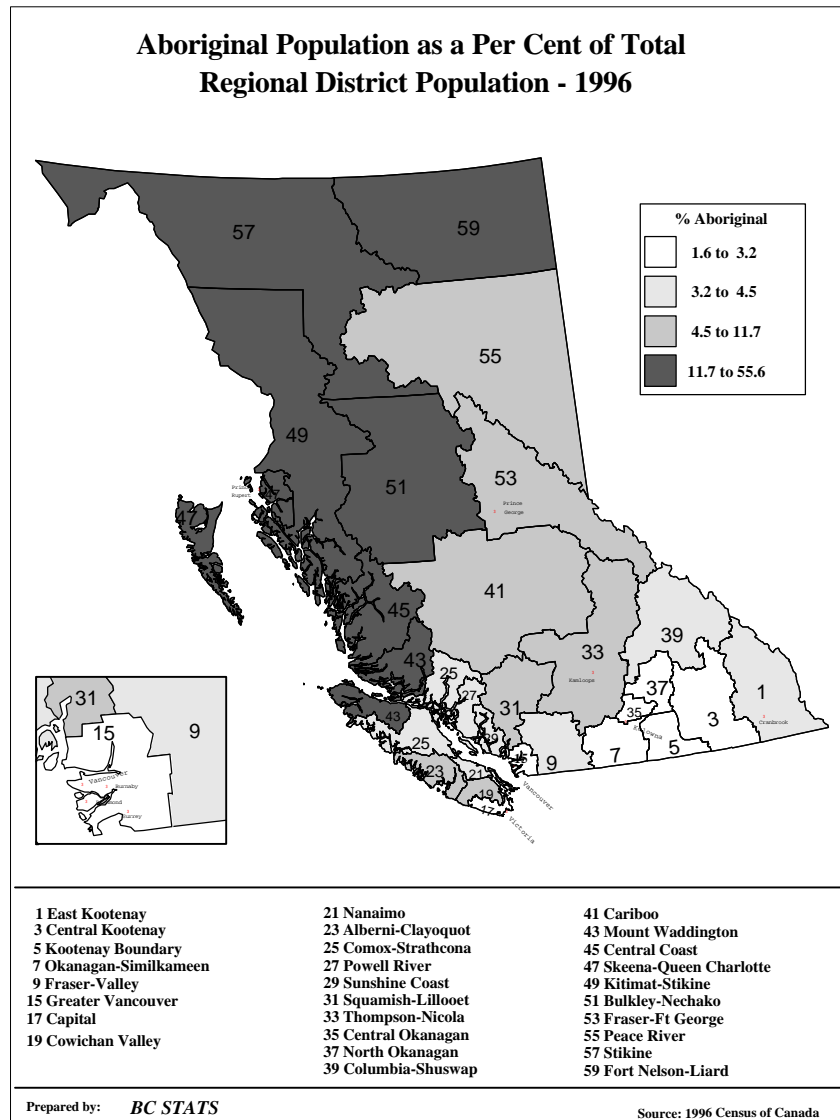 Aboriginal Population as a Per Cent of Total
Regional District Population - 1996
% Aboriginal
1.6 to 3.2
3.2 to 4.5
4.5 to 11.7
11.7 to 55.6
57
59
55
49
53
51
Prince
Rupert
47
Prince
George
47
41
45
33
39
43
25
Kamloops
37
1
27
31
35
3
Cranbrook
43
29
Kelowna
25
15
9
7
5
23
21
19
17
Vancouver
Victoria
31
15
9
Vancouver
Burnaby
Surrey
1 East Kootenay
3 Central Kootenay
5 Kootenay Boundary
7 Okanagan-Similkameen
9 Fraser-Valley
15 Greater Vancouver
17 Capital
19 Cowichan Valley
21 Nanaimo
23 Alberni-Clayoquot
25 Comox-Strathcona
27 Powell River
29 Sunshine Coast
31 Squamish-Lillooet
33 Thompson-Nicola
35 Central Okanagan
37 North Okanagan
39 Columbia-Shuswap
41 Cariboo
43 Mount Waddington
45 Central Coast
47 Skeena-Queen Charlotte
49 Kitimat-Stikine
51 Bulkley-Nechako
53 Fraser-Ft George
55 Peace River
57 Stikine
59 Fort Nelson-Liard
Prepared by: BC STATS
Source: 1996 Census of Canada